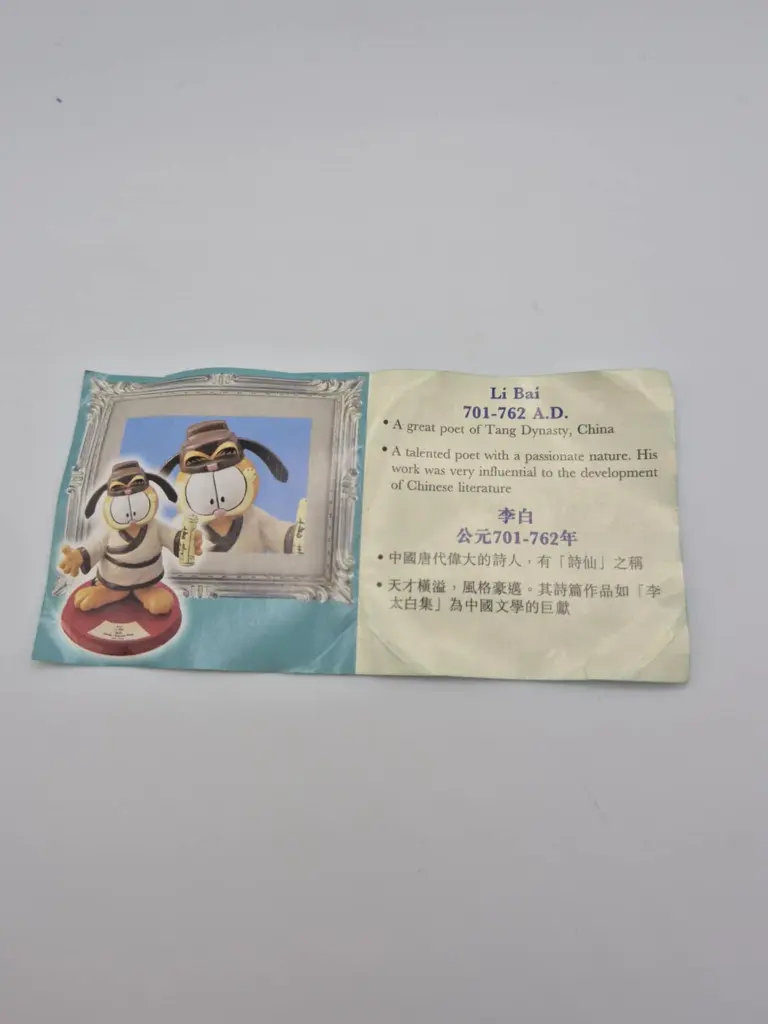 Li Bai
701-762 A.D.
• A great poet of Tang Dynasty, China
• A talented poet with a passionate nature. His
work was very influential to the development
of Chinese literature
李白
公元701-762年
• 中國唐代偉大的詩人，有「詩仙」之稱
• 天才橫溢，風格豪邁。其詩篇作品如「李
太白集」為中國文學的巨獻